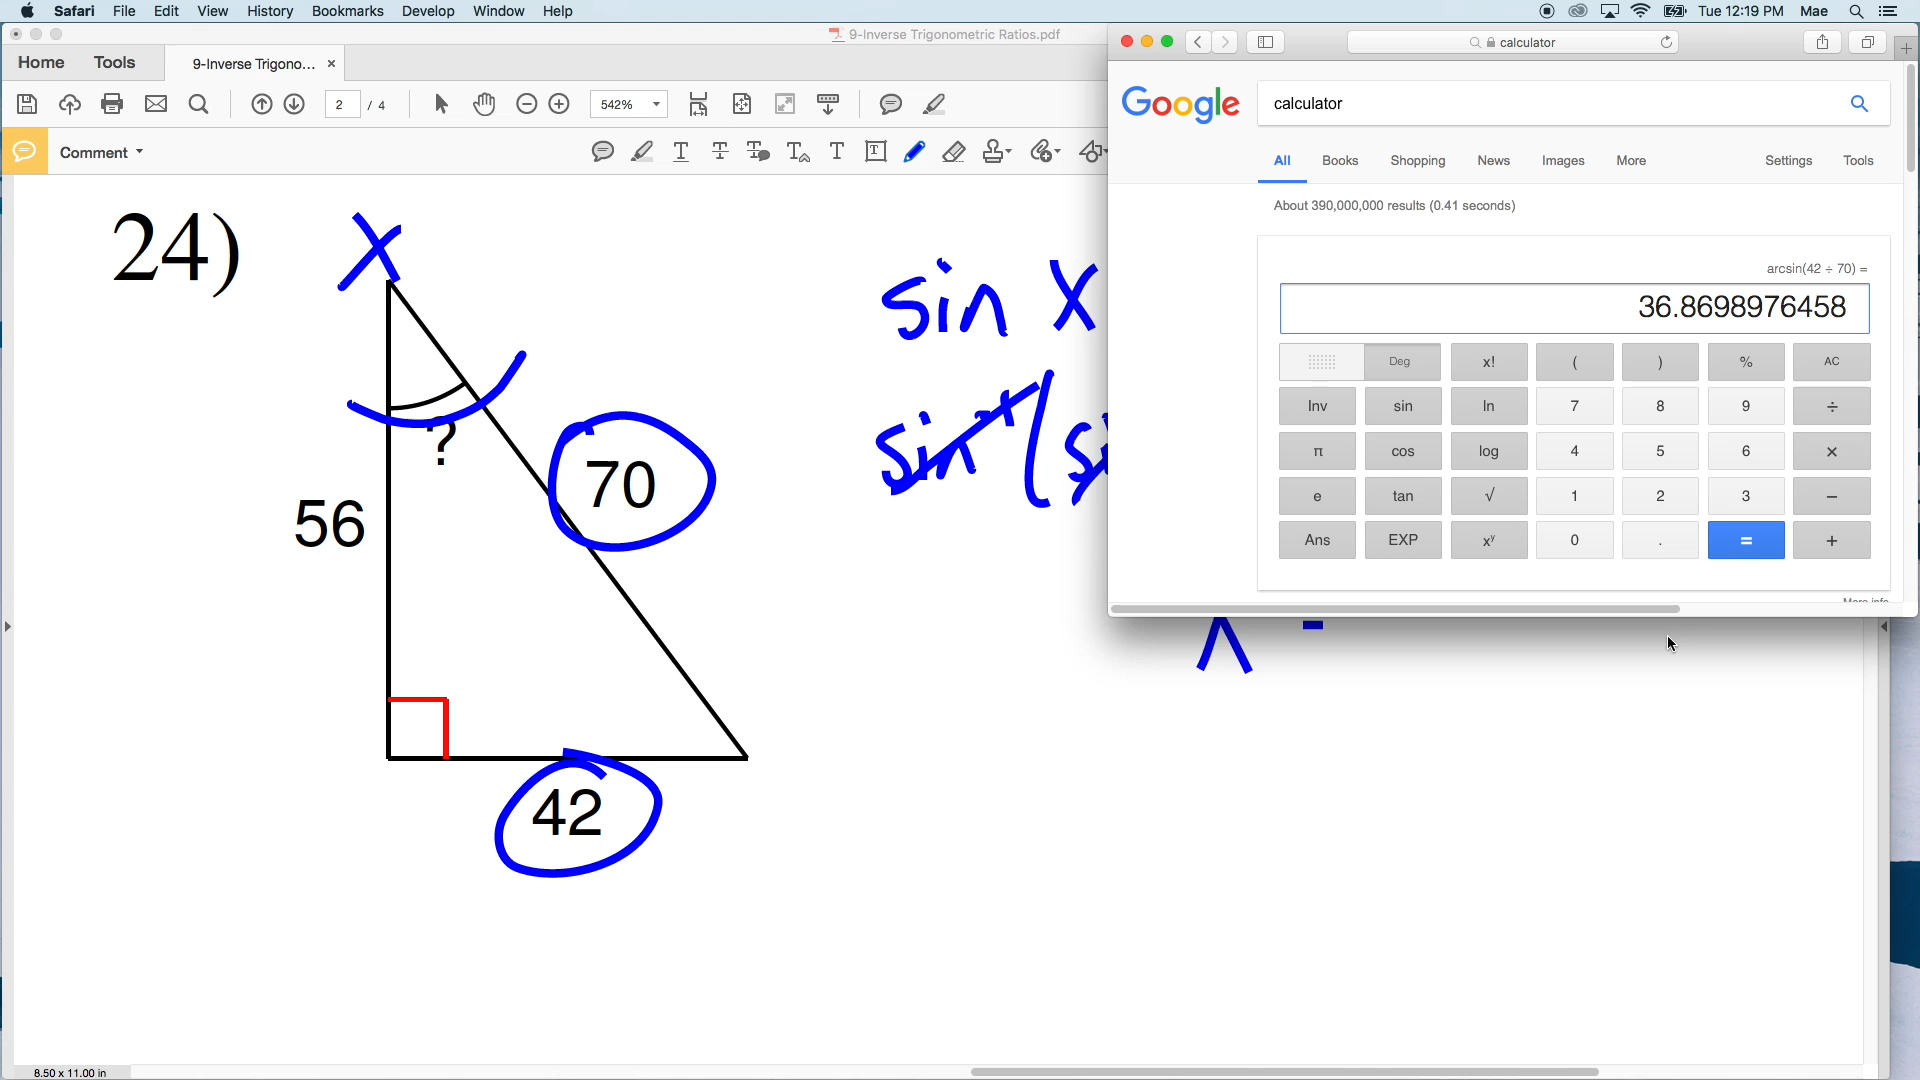 Safari File Edit View History Bookmarks Develop Window Help Tue 12:19 PM Mae
9-Inverse Trigonometric Ratios.pdf
Home Tools 9-Inverse Trigono... ×
2 / 4 542%
Comment
calculator
Google calculator
All Books Shopping News Images More Settings Tools
About 390,000,000 results (0.41 seconds)
arcsin(42 ÷ 70) =
36.8698976458
Deg x! ( ) % AC
Inv sin ln 7 8 9 ÷
π cos log 4 5 6 ×
e tan √ 1 2 3 −
Ans EXP xʸ 0 . = +
24) X
sin X
sin⁻¹(
?
70
56
42
8.50 x 11.00 in